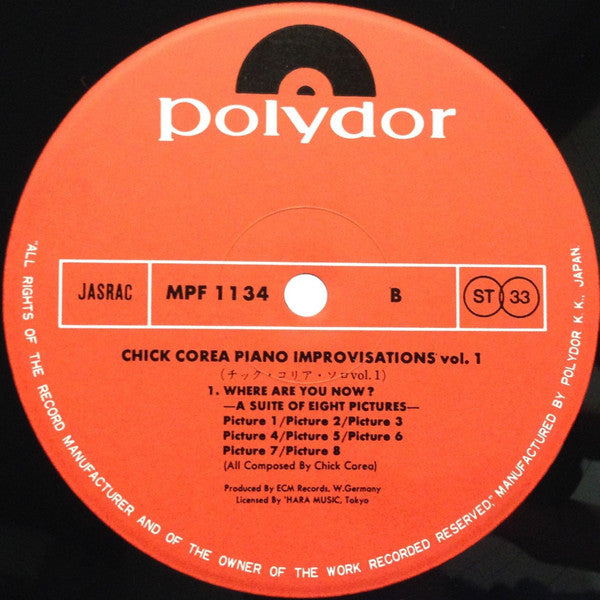 polydor
JASRAC
MPF 1134
B
ST 33
CHICK COREA PIANO IMPROVISATIONS vol. 1
(チック・コリア・ソロvol.1)
1. WHERE ARE YOU NOW?
—A SUITE OF EIGHT PICTURES—
Picture 1/Picture 2/Picture 3
Picture 4/Picture 5/Picture 6
Picture 7/Picture 8
(All Composed By Chick Corea)
Produced By ECM Records, W.Germany
Licensed By 'HARA MUSIC, Tokyo
"ALL RIGHTS OF THE RECORD MANUFACTURER AND OF THE OWNER OF THE WORK RECORDED RESERVED." MANUFACTURED BY POLYDOR K.K., JAPAN.